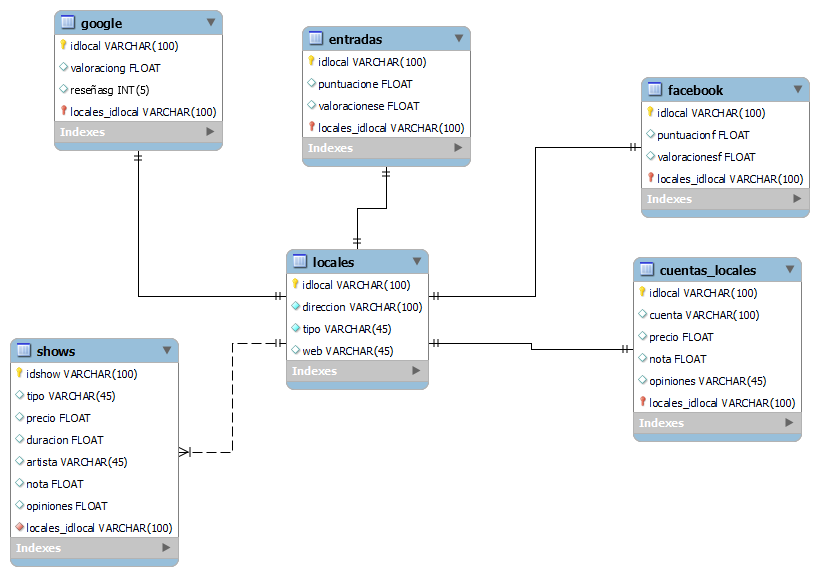 google
idlocal VARCHAR(100)
valoraciong FLOAT
reseñasg INT(5)
locales_idlocal VARCHAR(100)
Indexes
entradas
idlocal VARCHAR(100)
puntuacione FLOAT
valoracionese FLOAT
locales_idlocal VARCHAR(100)
Indexes
facebook
idlocal VARCHAR(100)
puntuacionf FLOAT
valoracionesf FLOAT
locales_idlocal VARCHAR(100)
Indexes
locales
idlocal VARCHAR(100)
direccion VARCHAR(100)
tipo VARCHAR(45)
web VARCHAR(45)
Indexes
cuentas_locales
idlocal VARCHAR(100)
cuenta VARCHAR(100)
precio FLOAT
nota FLOAT
opiniones VARCHAR(45)
locales_idlocal VARCHAR(100)
Indexes
shows
idshow VARCHAR(100)
tipo VARCHAR(45)
precio FLOAT
duracion FLOAT
artista VARCHAR(45)
nota FLOAT
opiniones FLOAT
locales_idlocal VARCHAR(100)
Indexes